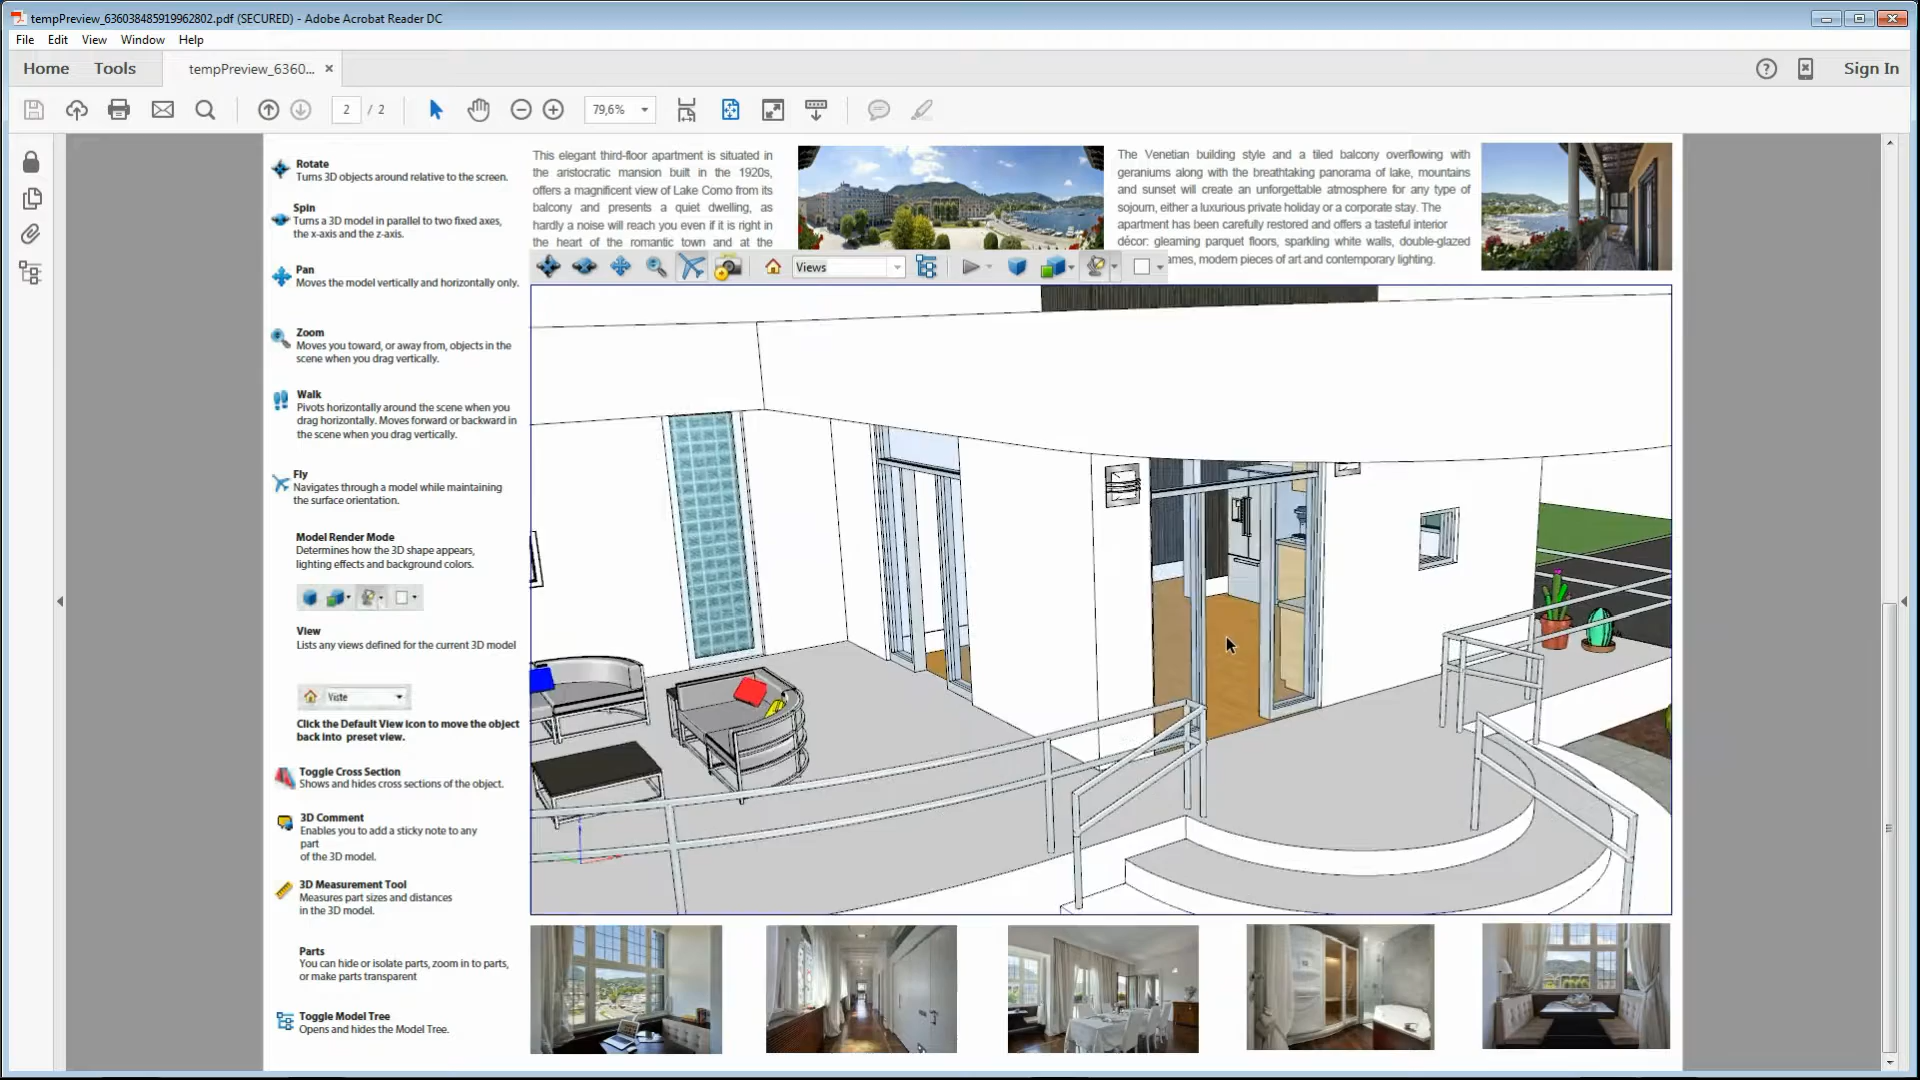 tempPreview_636038485919962802.pdf (SECURED) - Adobe Acrobat Reader DC
File Edit View Window Help
Home Tools tempPreview_6360... × Sign In
2 / 2 79,6%
Rotate
Turns 3D objects around relative to the screen.
Spin
Turns a 3D model in parallel to two fixed axes,
the x-axis and the z-axis.
Pan
Moves the model vertically and horizontally only.
Zoom
Moves you toward, or away from, objects in the
scene when you drag vertically.
Walk
Pivots horizontally around the scene when you
drag horizontally. Moves forward or backward in
the scene when you drag vertically.
Fly
Navigates through a model while maintaining
the surface orientation.
Model Render Mode
Determines how the 3D shape appears,
lighting effects and background colors.
View
Lists any views defined for the current 3D model
Viste
Click the Default View icon to move the object
back into preset view.
Toggle Cross Section
Shows and hides cross sections of the object.
3D Comment
Enables you to add a sticky note to any
part
of the 3D model.
3D Measurement Tool
Measures part sizes and distances
in the 3D model.
Parts
You can hide or isolate parts, zoom in to parts,
or make parts transparent
Toggle Model Tree
Opens and hides the Model Tree.
This elegant third-floor apartment is situated in
the aristocratic mansion built in the 1920s,
offers a magnificent view of Lake Como from its
balcony and presents a quiet dwelling, as
hardly a noise will reach you even if it is right in
the heart of the romantic town and at the
The Venetian building style and a tiled balcony overflowing with
geraniums along with the breathtaking panorama of lake, mountains
and sunset will create an unforgettable atmosphere for any type of
sojourn, either a luxurious private holiday or a corporate stay. The
apartment has been carefully restored and offers a tasteful interior
décor: gleaming parquet floors, sparkling white walls, double-glazed
ames, modern pieces of art and contemporary lighting.
Views